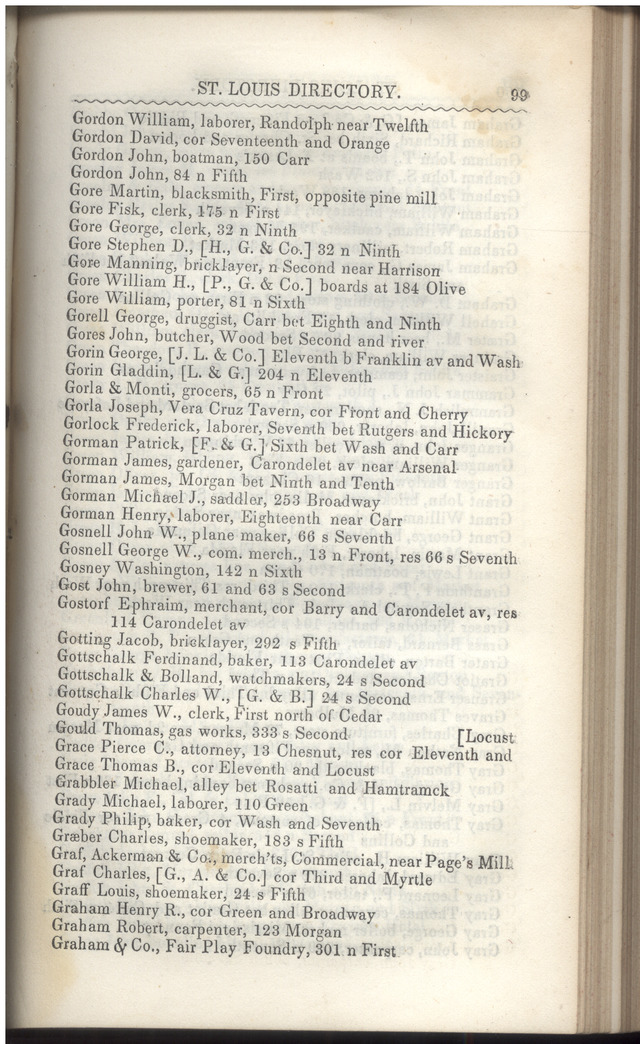 ST. LOUIS DIRECTORY. 99
Gordon William, laborer, Randolph near Twelfth
Gordon David, cor Seventeenth and Orange
Gordon John, boatman, 150 Carr
Gordon John, 84 n Fifth
Gore Martin, blacksmith, First, opposite pine mill
Gore Fisk, clerk, 175 n First
Gore George, clerk, 32 n Ninth
Gore Stephen D., [H., G. & Co.] 32 n Ninth
Gore Manning, bricklayer, n Second near Harrison
Gore William H., [P., G. & Co.] boards at 184 Olive
Gore William, porter, 81 n Sixth
Gorell George, druggist, Carr bet Eighth and Ninth
Gores John, butcher, Wood bet Second and river
Gorin George, [J. L. & Co.] Eleventh b Franklin av and Wash
Gorin Gladdin, [L. & G.] 204 n Eleventh
Gorla & Monti, grocers, 65 n Front
Gorla Joseph, Vera Cruz Tavern, cor Front and Cherry
Gorlock Frederick, laborer, Seventh bet Rutgers and Hickory
Gorman Patrick, [F. & G.] Sixth bet Wash and Carr
Gorman James, gardener, Carondelet av near Arsenal
Gorman James, Morgan bet Ninth and Tenth
Gorman Michael J., saddler, 253 Broadway
Gorman Henry, laborer, Eighteenth near Carr
Gosnell John W., plane maker, 66 s Seventh
Gosnell George W., com. merch., 13 n Front, res 66 s Seventh
Gosney Washington, 142 n Sixth
Gost John, brewer, 61 and 63 s Second
Gostorf Ephraim, merchant, cor Barry and Carondelet av, res
114 Carondelet av
Gotting Jacob, bricklayer, 292 s Fifth
Gottschalk Ferdinand, baker, 113 Carondelet av
Gottschalk & Bolland, watchmakers, 24 s Second
Gottschalk Charles W., [G. & B.] 24 s Second
Goudy James W., clerk, First north of Cedar
Gould Thomas, gas works, 333 s Second [Locust
Grace Pierce C., attorney, 13 Chesnut, res cor Eleventh and
Grace Thomas B., cor Eleventh and Locust
Grabbler Michael, alley bet Rosatti and Hamtramck
Grady Michael, laborer, 110 Green
Grady Philip, baker, cor Wash and Seventh
Græber Charles, shoemaker, 183 s Fifth
Graf, Ackerman & Co., merch'ts, Commercial, near Page's Mill
Graf Charles, [G., A. & Co.] cor Third and Myrtle
Graff Louis, shoemaker, 24 s Fifth
Graham Henry R., cor Green and Broadway
Graham Robert, carpenter, 123 Morgan
Graham & Co., Fair Play Foundry, 301 n First